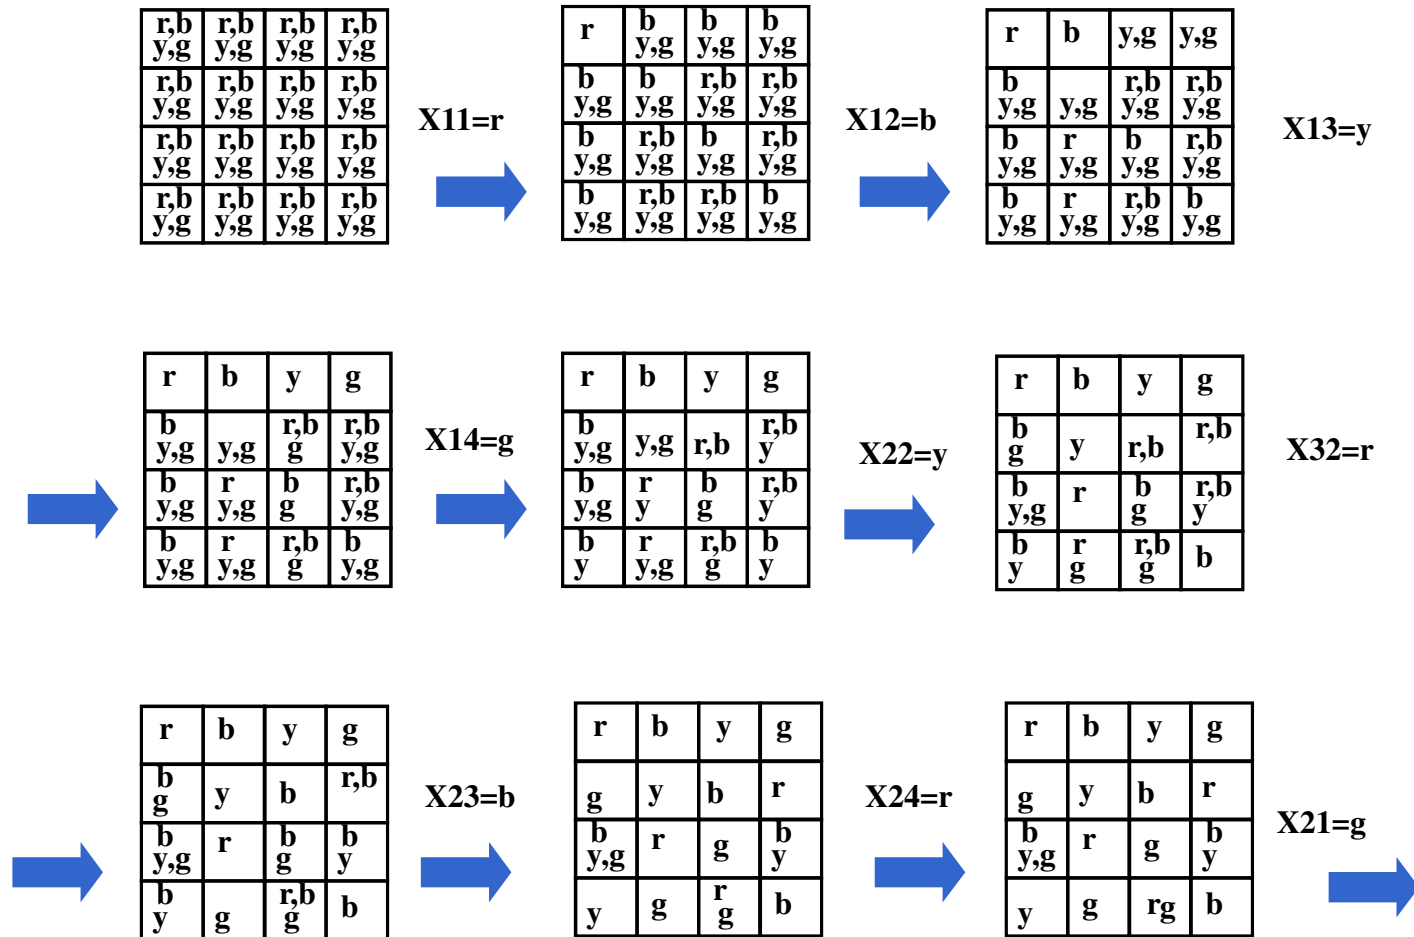 r,b r,b r,b r,b
y,g y,g y,g y,g
r,b r,b r,b r,b
y,g y,g y,g y,g
r,b r,b r,b r,b
y,g y,g y,g y,g
r,b r,b r,b r,b
y,g y,g y,g y,g
X11=r
r b b b
y,g y,g y,g
b b r,b r,b
y,g y,g y,g y,g
b r,b b r,b
y,g y,g y,g y,g
b r,b r,b b
y,g y,g y,g y,g
X12=b
r b y,g y,g
b r,b r,b
y,g y,g y,g y,g
b r b r,b
y,g y,g y,g y,g
b r r,b b
y,g y,g y,g y,g
X13=y
r b y g
b r,b r,b
y,g y,g g y,g
b r b r,b
y,g y,g g y,g
b r r,b b
y,g y,g g y,g
X14=g
r b y g
b r,b
y,g y,g r,b y
b r b r,b
y,g y g y
b r r,b b
y y,g g y
X22=y
r b y g
b r,b
g y r,b
b r b r,b
y,g g y
b r r,b b
y g g
X32=r
r b y g
b r,b
g y b
b r b b
y,g g y
b r,b
y g g b
X23=b
r b y g
g y b r
b r g b
y,g y
y g r b
g
X24=r
r b y g
g y b r
b r g b
y,g y
y g rg b
X21=g